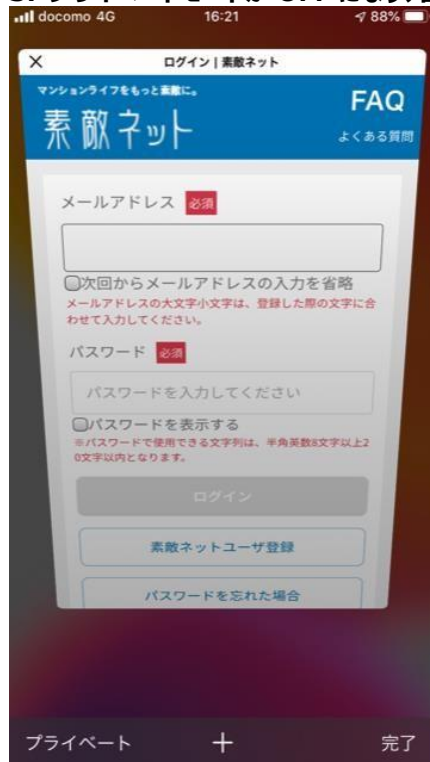 docomo 4G 16:21 88%
× ログイン | 素敵ネット
マンションライフをもっと素敵に。
素敵ネット
FAQ
よくある質問
メールアドレス 必須
次回からメールアドレスの入力を省略
メールアドレスの大文字小文字は、登録した際の文字に合
わせて入力してください。
パスワード 必須
パスワードを入力してください
パスワードを表示する
※パスワードで使用できる文字列は、半角英数8文字以上2
0文字以内となります。
ログイン
素敵ネットユーザ登録
パスワードを忘れた場合
プライベート + 完了